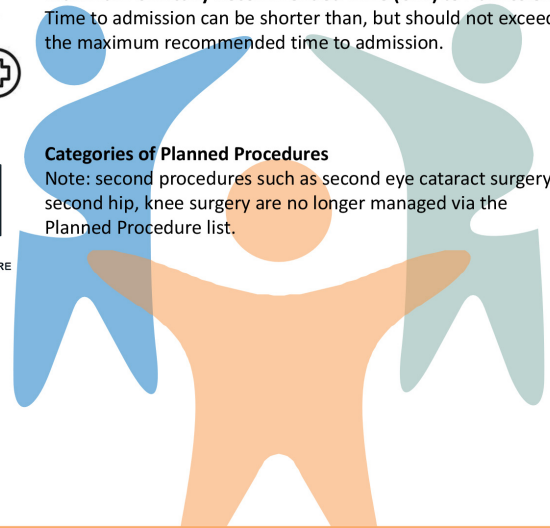 Time to admission can be shorter than, but should not exceed
the maximum recommended time to admission.
Categories of Planned Procedures
Note: second procedures such as second eye cataract surgery
second hip, knee surgery are no longer managed via the
Planned Procedure list.
RE